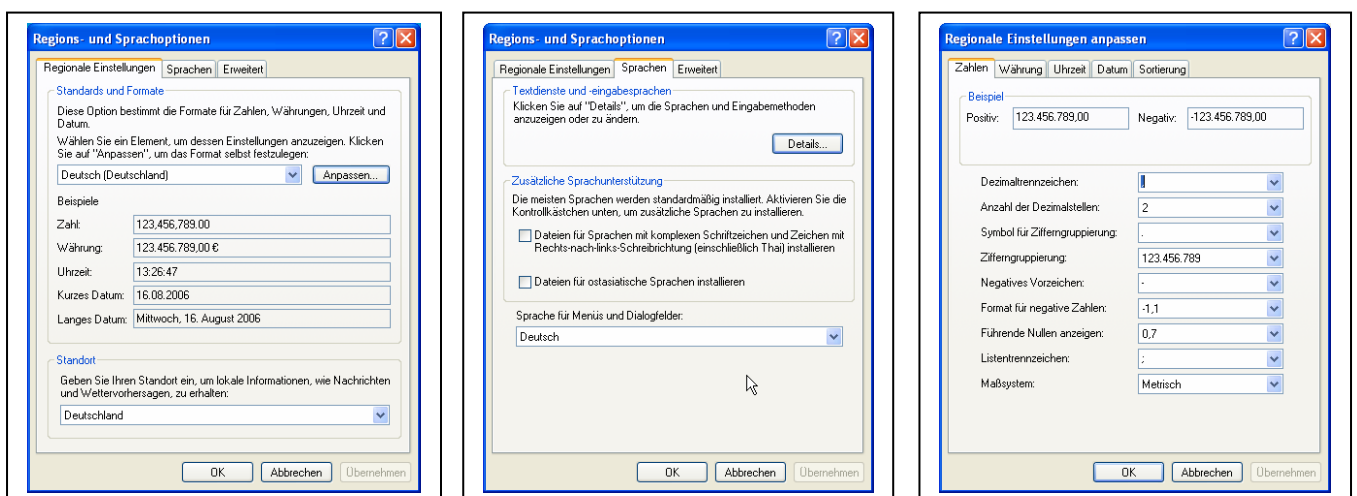 Regions- und Sprachoptionen
Regionale Einstellungen Sprachen Erweitert
Standards und Formate
Diese Option bestimmt die Formate für Zahlen, Währungen, Uhrzeit und
Datum.
Wählen Sie ein Element, um dessen Einstellungen anzuzeigen. Klicken
Sie auf "Anpassen", um das Format selbst festzulegen:
Deutsch (Deutschland) Anpassen...
Beispiele
Zahl: 123,456,789.00
Währung: 123.456.789,00 €
Uhrzeit: 13:26:47
Kurzes Datum: 16.08.2006
Langes Datum: Mittwoch, 16. August 2006
Standort
Geben Sie Ihren Standort ein, um lokale Informationen, wie Nachrichten
und Wettervorhersagen, zu erhalten:
Deutschland
OK Abbrechen Übernehmen
Regions- und Sprachoptionen
Regionale Einstellungen Sprachen Erweitert
Textdienste und -eingabesprachen
Klicken Sie auf "Details", um die Sprachen und Eingabemethoden
anzuzeigen oder zu ändern.
Details...
Zusätzliche Sprachunterstützung
Die meisten Sprachen werden standardmäßig installiert. Aktivieren Sie die
Kontrollkästchen unten, um zusätzliche Sprachen zu installieren.
Dateien für Sprachen mit komplexen Schriftzeichen und Zeichen mit
Rechts-nach-links-Schreibrichtung (einschließlich Thai) installieren
Dateien für ostasiatische Sprachen installieren
Sprache für Menüs und Dialogfelder:
Deutsch
OK Abbrechen Übernehmen
Regionale Einstellungen anpassen
Zahlen Währung Uhrzeit Datum Sortierung
Beispiel
Positiv: 123.456.789,00 Negativ: -123.456.789,00
Dezimaltrennzeichen: ,
Anzahl der Dezimalstellen: 2
Symbol für Zifferngruppierung: .
Zifferngruppierung: 123.456.789
Negatives Vorzeichen: -
Format für negative Zahlen: -1,1
Führende Nullen anzeigen: 0,7
Listentrennzeichen: ;
Maßsystem: Metrisch
OK Abbrechen Übernehmen